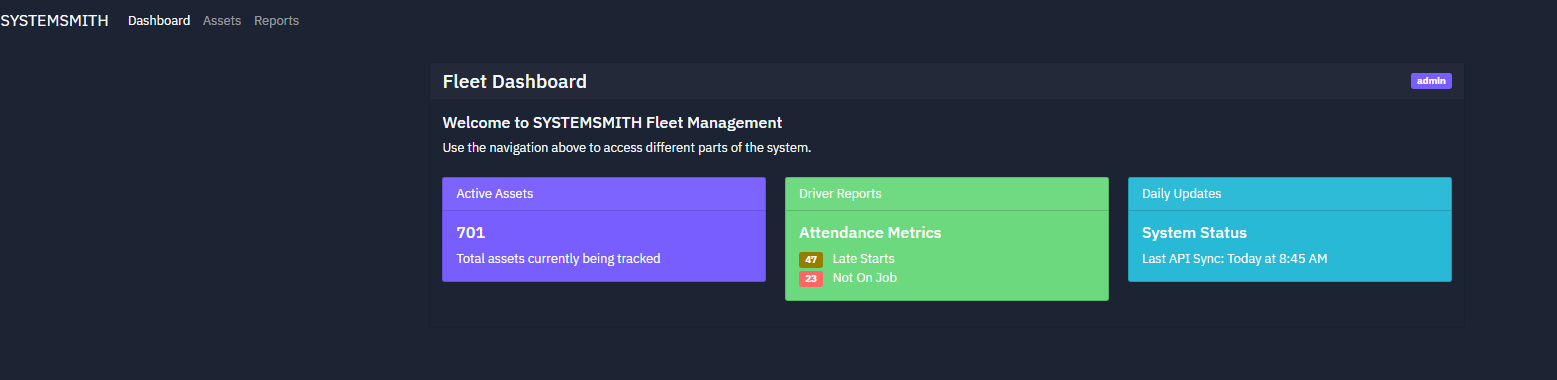 SYSTEMSMITH Dashboard Assets Reports
Fleet Dashboard
admin
Welcome to SYSTEMSMITH Fleet Management
Use the navigation above to access different parts of the system.
Active Assets
701
Total assets currently being tracked
Driver Reports
Attendance Metrics
47 Late Starts
23 Not On Job
Daily Updates
System Status
Last API Sync: Today at 8:45 AM